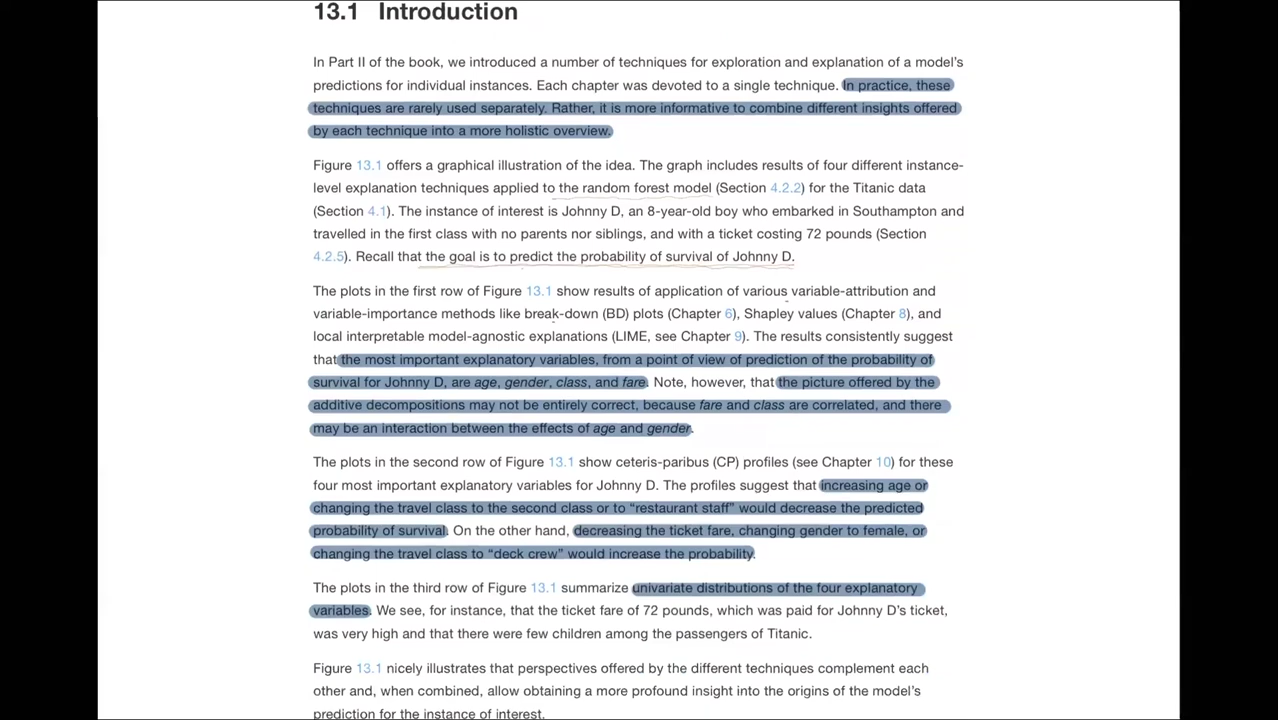 13.1 Introduction
In Part II of the book, we introduced a number of techniques for exploration and explanation of a model's
predictions for individual instances. Each chapter was devoted to a single technique. In practice, these
techniques are rarely used separately. Rather, it is more informative to combine different insights offered
by each technique into a more holistic overview.
Figure 13.1 offers a graphical illustration of the idea. The graph includes results of four different instance-
level explanation techniques applied to the random forest model (Section 4.2.2) for the Titanic data
(Section 4.1). The instance of interest is Johnny D, an 8-year-old boy who embarked in Southampton and
travelled in the first class with no parents nor siblings, and with a ticket costing 72 pounds (Section
4.2.5). Recall that the goal is to predict the probability of survival of Johnny D.
The plots in the first row of Figure 13.1 show results of application of various variable-attribution and
variable-importance methods like break-down (BD) plots (Chapter 6), Shapley values (Chapter 8), and
local interpretable model-agnostic explanations (LIME, see Chapter 9). The results consistently suggest
that the most important explanatory variables, from a point of view of prediction of the probability of
survival for Johnny D, are age, gender, class, and fare. Note, however, that the picture offered by the
additive decompositions may not be entirely correct, because fare and class are correlated, and there
may be an interaction between the effects of age and gender.
The plots in the second row of Figure 13.1 show ceteris-paribus (CP) profiles (see Chapter 10) for these
four most important explanatory variables for Johnny D. The profiles suggest that increasing age or
changing the travel class to the second class or to "restaurant staff" would decrease the predicted
probability of survival. On the other hand, decreasing the ticket fare, changing gender to female, or
changing the travel class to "deck crew" would increase the probability.
The plots in the third row of Figure 13.1 summarize univariate distributions of the four explanatory
variables. We see, for instance, that the ticket fare of 72 pounds, which was paid for Johnny D's ticket,
was very high and that there were few children among the passengers of Titanic.
Figure 13.1 nicely illustrates that perspectives offered by the different techniques complement each
other and, when combined, allow obtaining a more profound insight into the origins of the model's
prediction for the instance of interest.